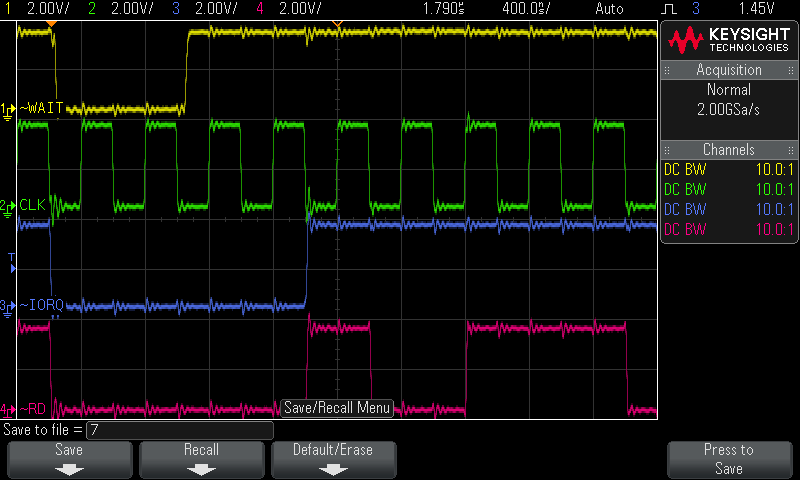 1 2.00V/ 2 2.00V/ 3 2.00V/ 4 2.00V/ 1.790s 400.0s/ Auto 3 1.45V
KEYSIGHT
TECHNOLOGIES
Acquisition
Normal
2.00GSa/s
Channels
DC BW 10.0:1
DC BW 10.0:1
DC BW 10.0:1
DC BW 10.0:1
1 ~WAIT
2 CLK
T
3 ~IORQ
4 ~RD
Save/Recall Menu
Save to file = 7
Save
Recall
Default/Erase
Press to
Save